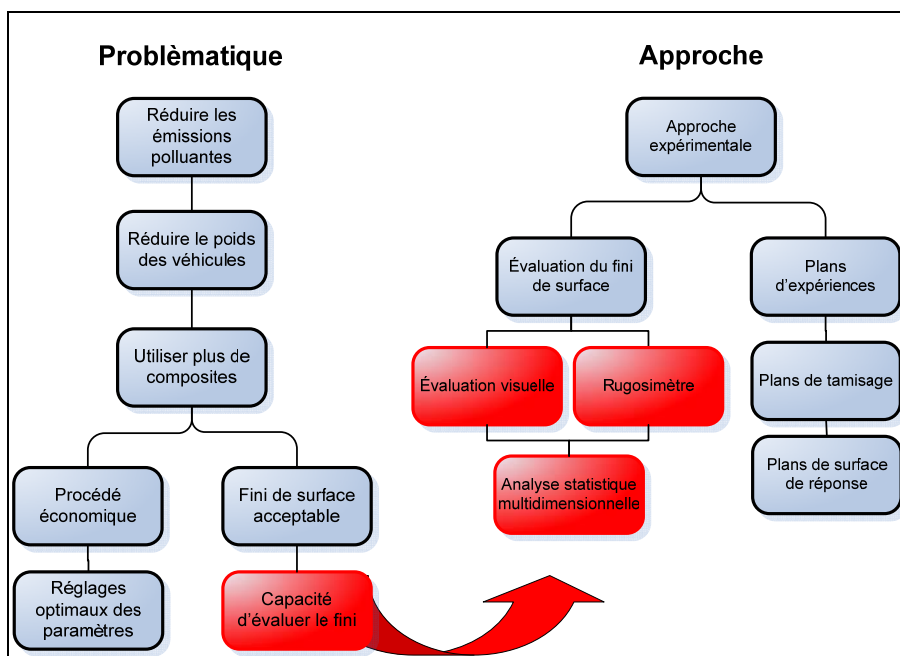 Problèmatique
Réduire les
émissions
polluantes
Réduire le poids
des véhicules
Utiliser plus de
composites
Procédé
économique
Fini de surface
acceptable
Réglages
optimaux des
paramètres
Capacité
d'évaluer le fini
Approche
Approche
expérimentale
Évaluation du fini
de surface
Plans
d'expériences
Évaluation visuelle
Rugosimètre
Plans de tamisage
Analyse statistique
multidimensionnelle
Plans de surface
de réponse